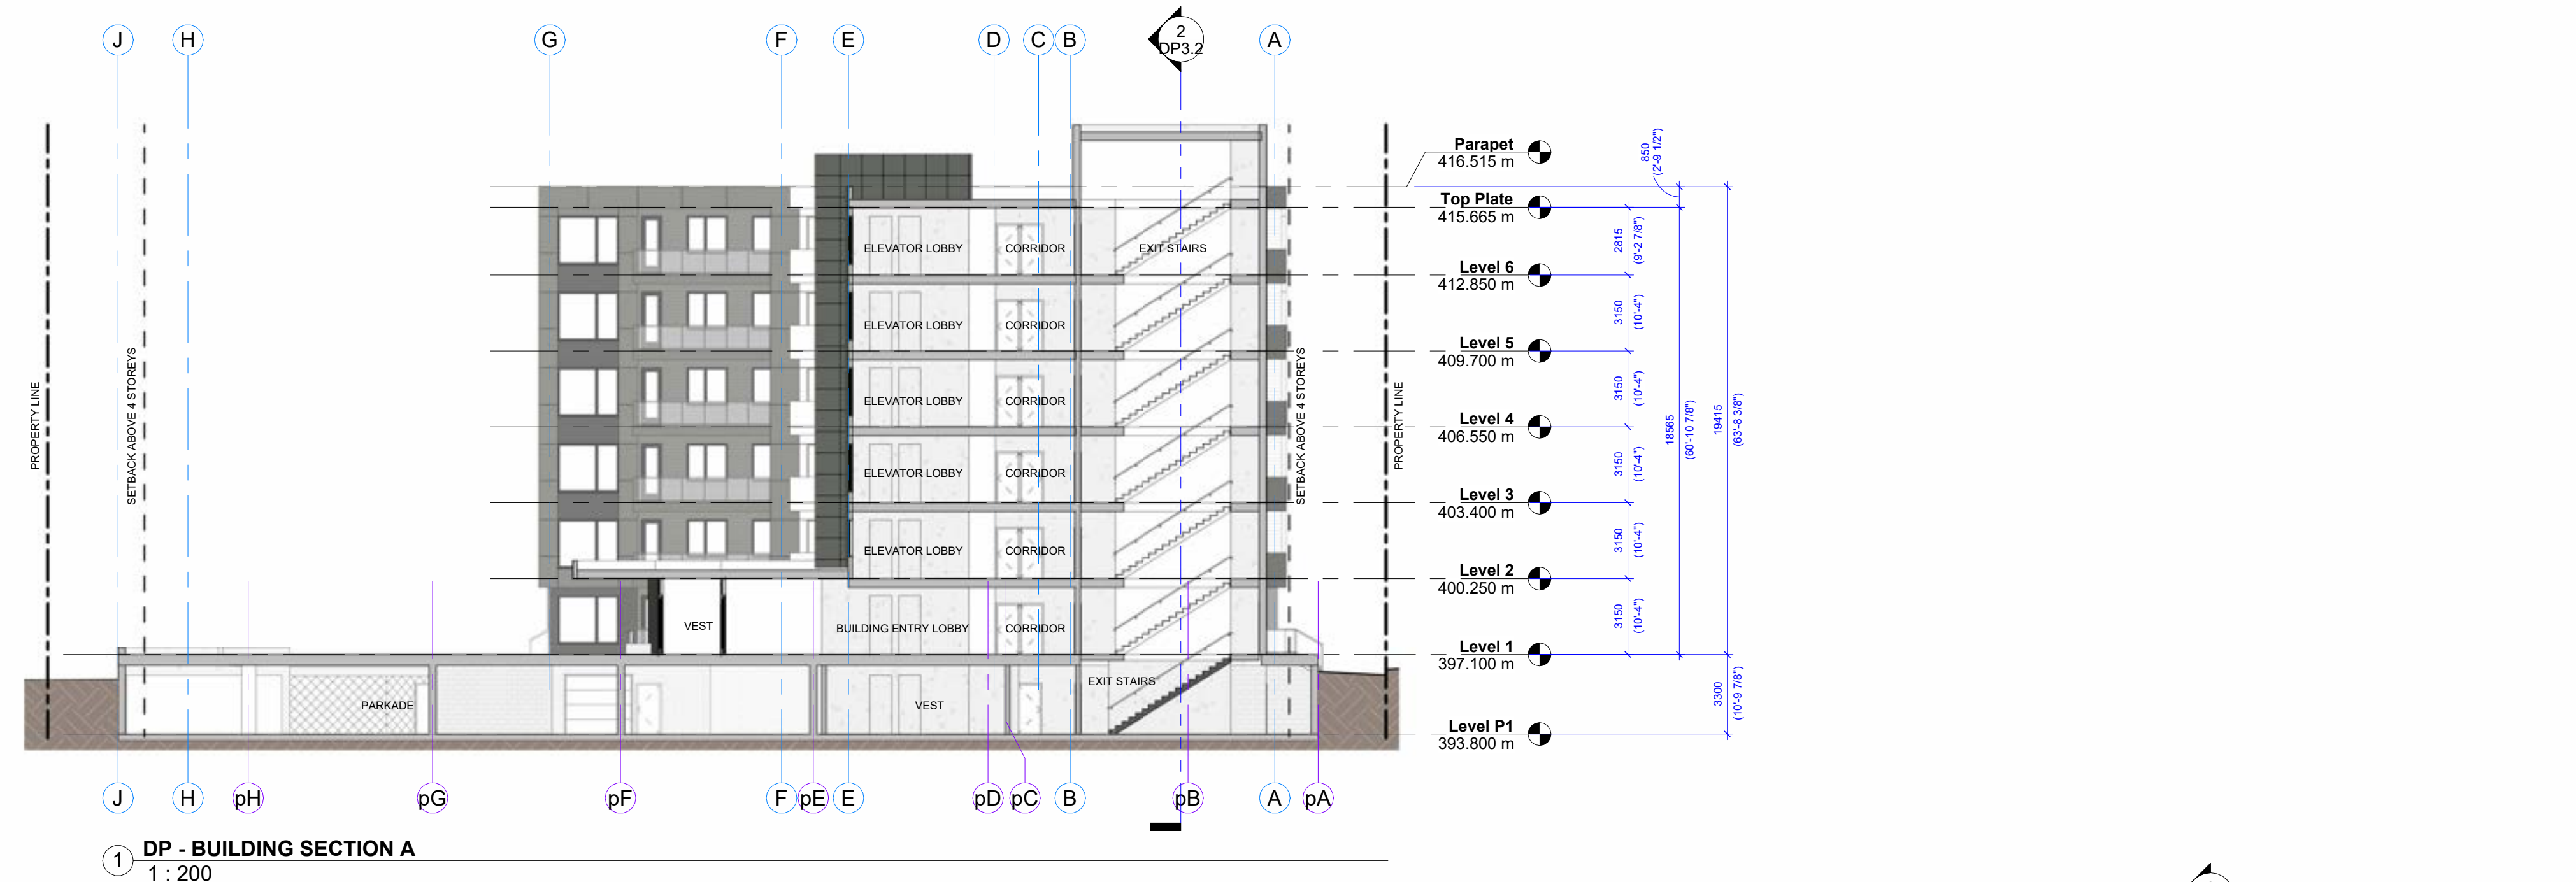 J H G F E D C B A
2
DP3.2
Parapet
416.515 m
850
(2'-9 1/2")
Top Plate
415.665 m
2815
(9'-2 7/8")
ELEVATOR LOBBY CORRIDOR EXIT STAIRS
Level 6
412.850 m
3150
(10'-4")
ELEVATOR LOBBY CORRIDOR
Level 5
409.700 m
3150
(10'-4")
PROPERTY LINE
SETBACK ABOVE 4 STOREYS
ELEVATOR LOBBY CORRIDOR
SETBACK ABOVE 4 STOREYS
PROPERTY LINE
Level 4
406.550 m
3150
(10'-4")
18565
(60'-10 7/8")
19415
(63'-8 3/8")
ELEVATOR LOBBY CORRIDOR
Level 3
403.400 m
3150
(10'-4")
ELEVATOR LOBBY CORRIDOR
Level 2
400.250 m
3150
(10'-4")
VEST BUILDING ENTRY LOBBY CORRIDOR
Level 1
397.100 m
3300
(10'-9 7/8")
EXIT STAIRS
PARKADE VEST
Level P1
393.800 m
J H pH pG pF F pE E pD pC B pB A pA
1 DP - BUILDING SECTION A
1 : 200